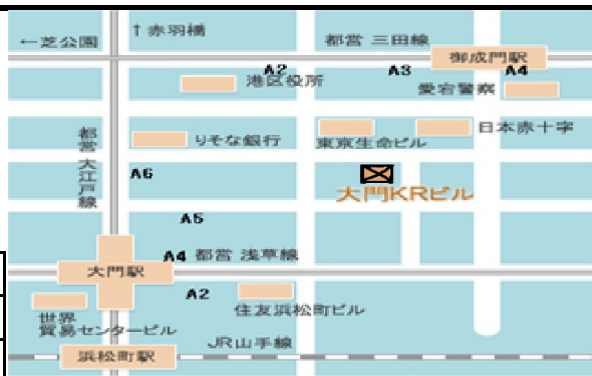 ←芝公園
↑赤羽橋
都営 三田線
御成門駅
A2
A3
A4
港区役所
愛宕警察
都営大江戸線
りそな銀行
東京生命ビル
日本赤十字
A6
大門KRビル
A5
A4 都営 浅草線
大門駅
A2
世界
貿易センタービル
住友浜松町ビル
JR山手線
浜松町駅